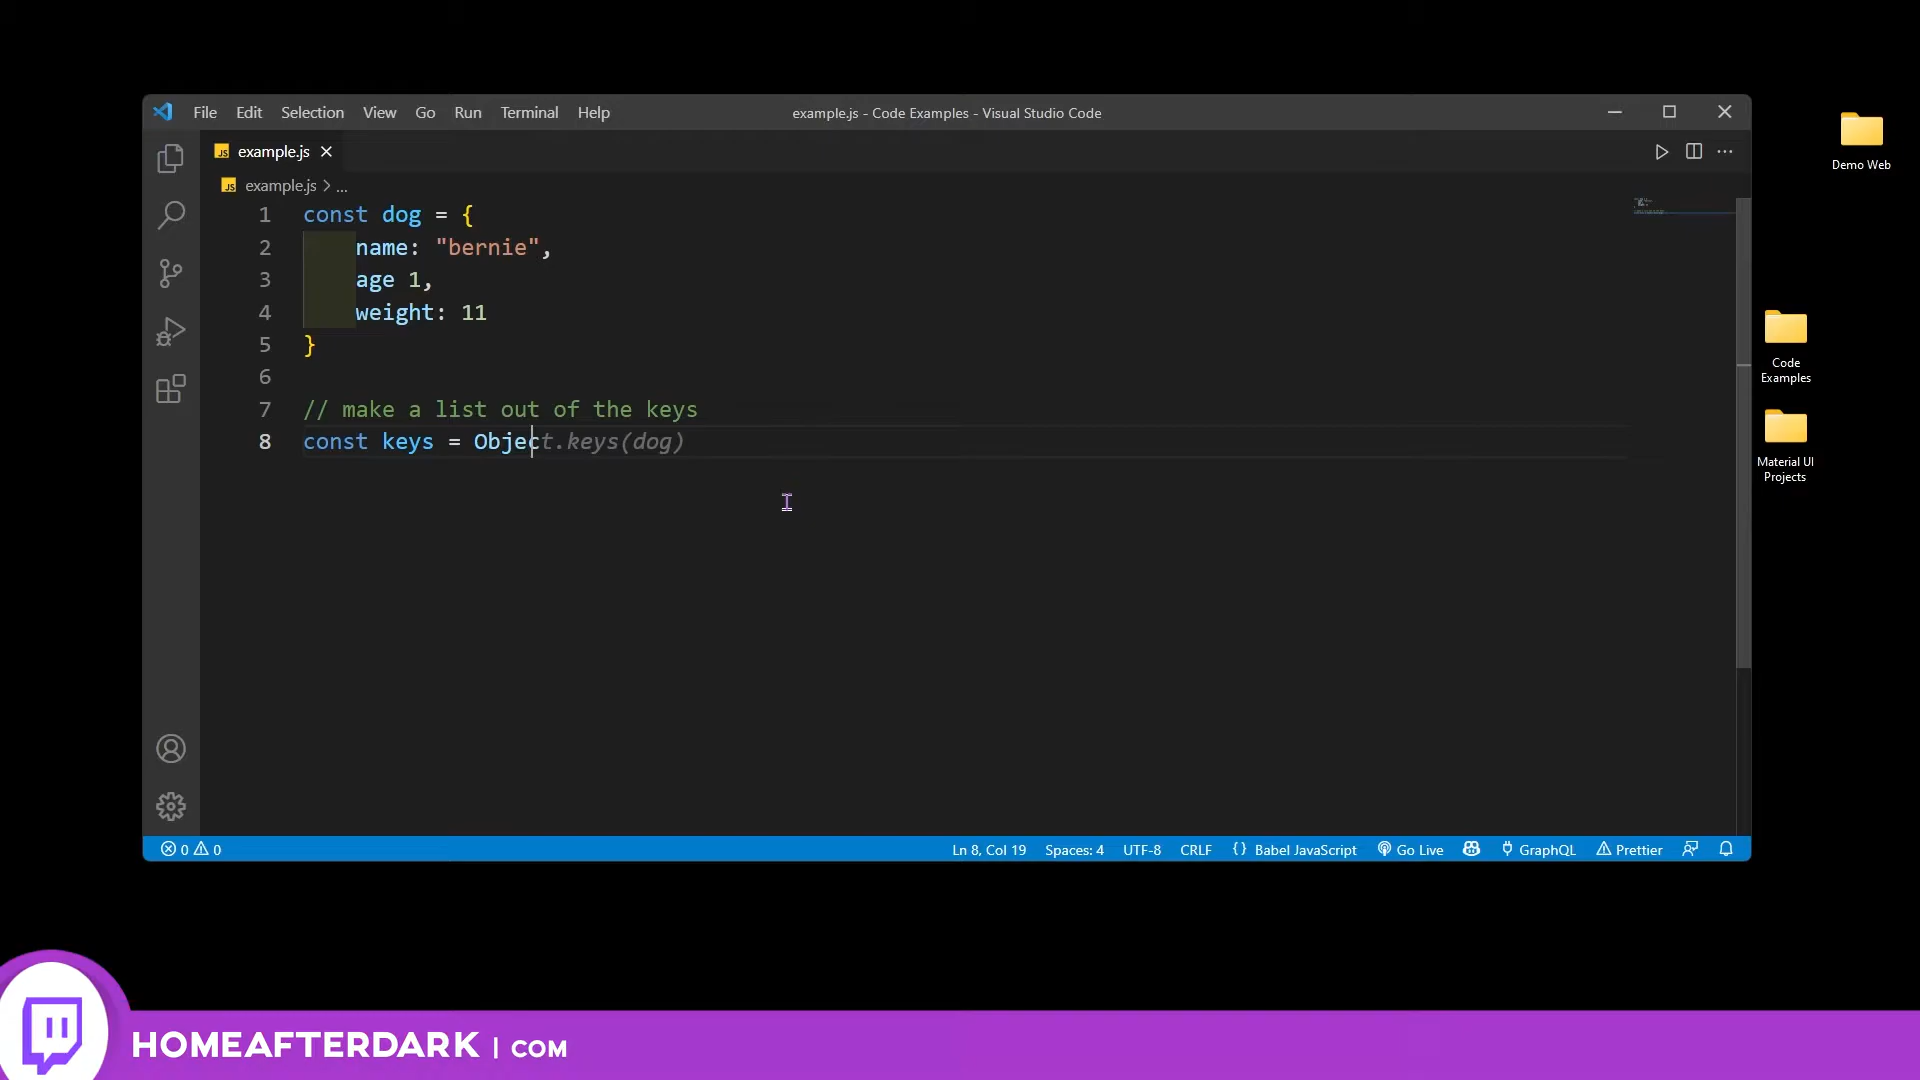 File Edit Selection View Go Run Terminal Help
example.js - Code Examples - Visual Studio Code
JS example.js
JS example.js > ...
1 const dog = {
2 name: "bernie",
3 age 1,
4 weight: 11
5 }
6
7 // make a list out of the keys
8 const keys = Object.keys(dog)
0 0
Ln 8, Col 19 Spaces: 4 UTF-8 CRLF {} Babel JavaScript Go Live GraphQL Prettier
Demo Web
Code
Examples
Material UI
Projects
HOMEAFTERDARK | COM